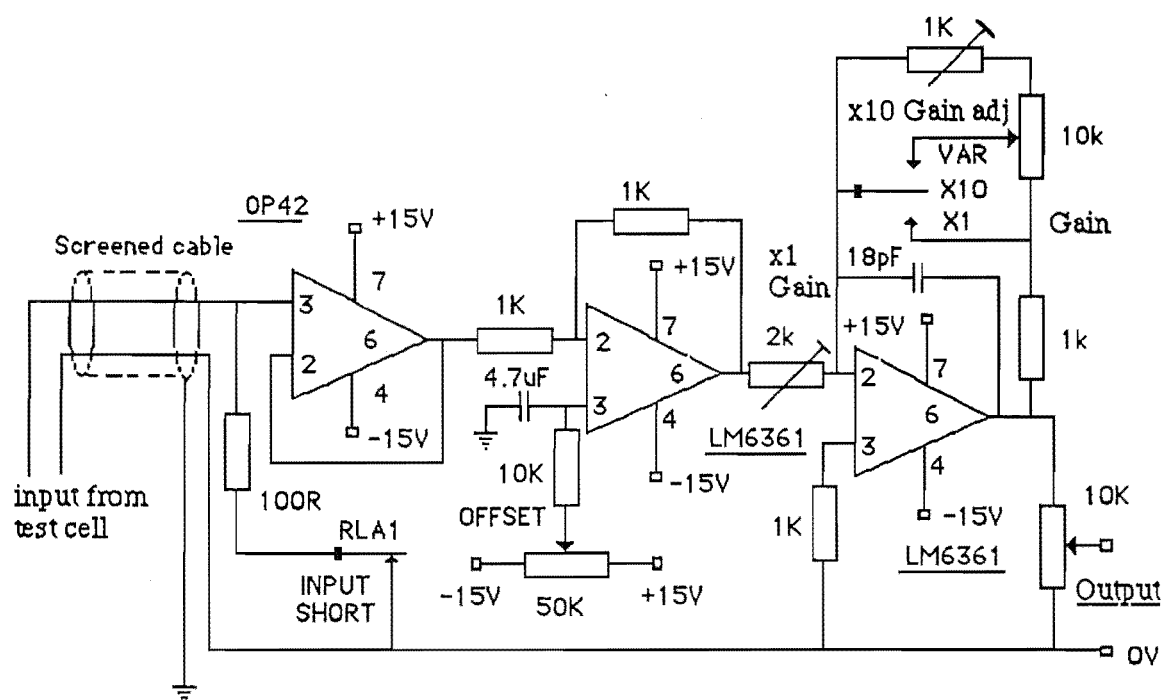 1K
x10 Gain adj
10k
VAR
X10
X1
Gain
OP42
+15V
Screened cable
3
7
6
2
4
-15V
1K
1K
+15V
2
7
6
3
4
-15V
4.7uF
10K
OFFSET
-15V
+15V
50K
x1
Gain
2k
LM6361
18pF
+15V
2
7
6
3
4
-15V
1k
1K
LM6361
10K
Output
0V
input from
test cell
100R
RLA1
INPUT
SHORT